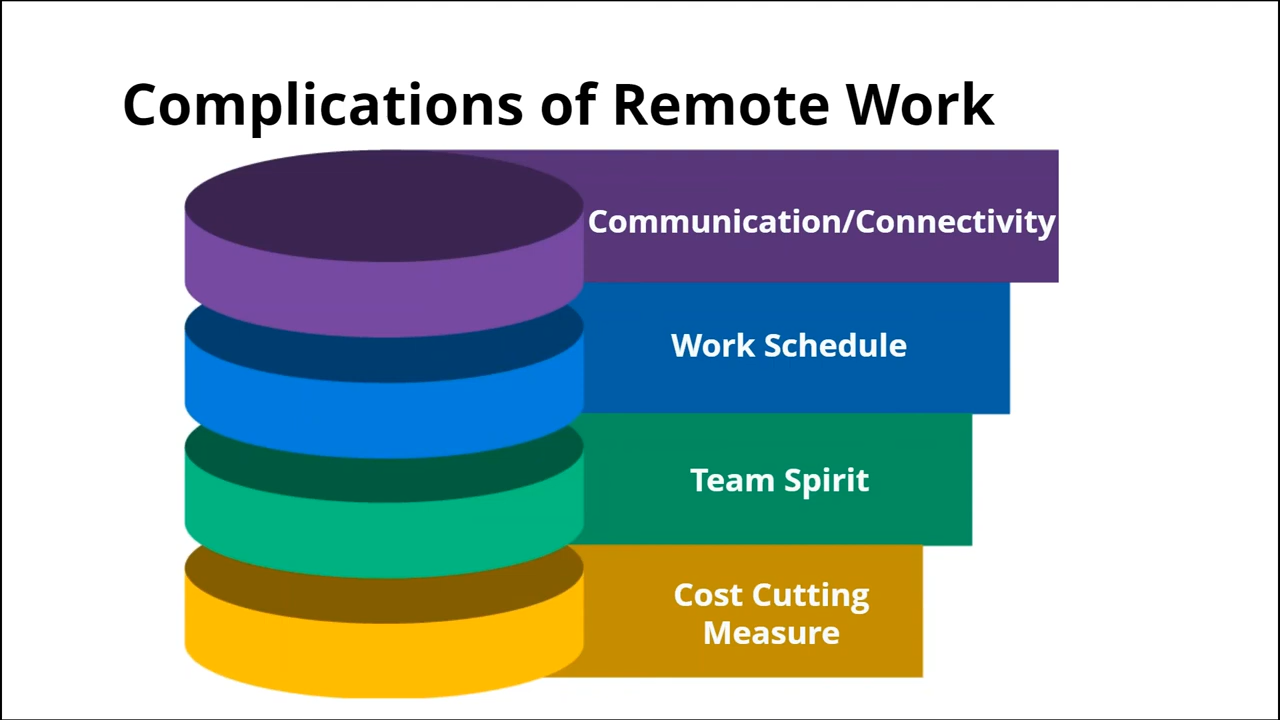 Complications of Remote Work
Communication/Connectivity
Work Schedule
Team Spirit
Cost Cutting
Measure